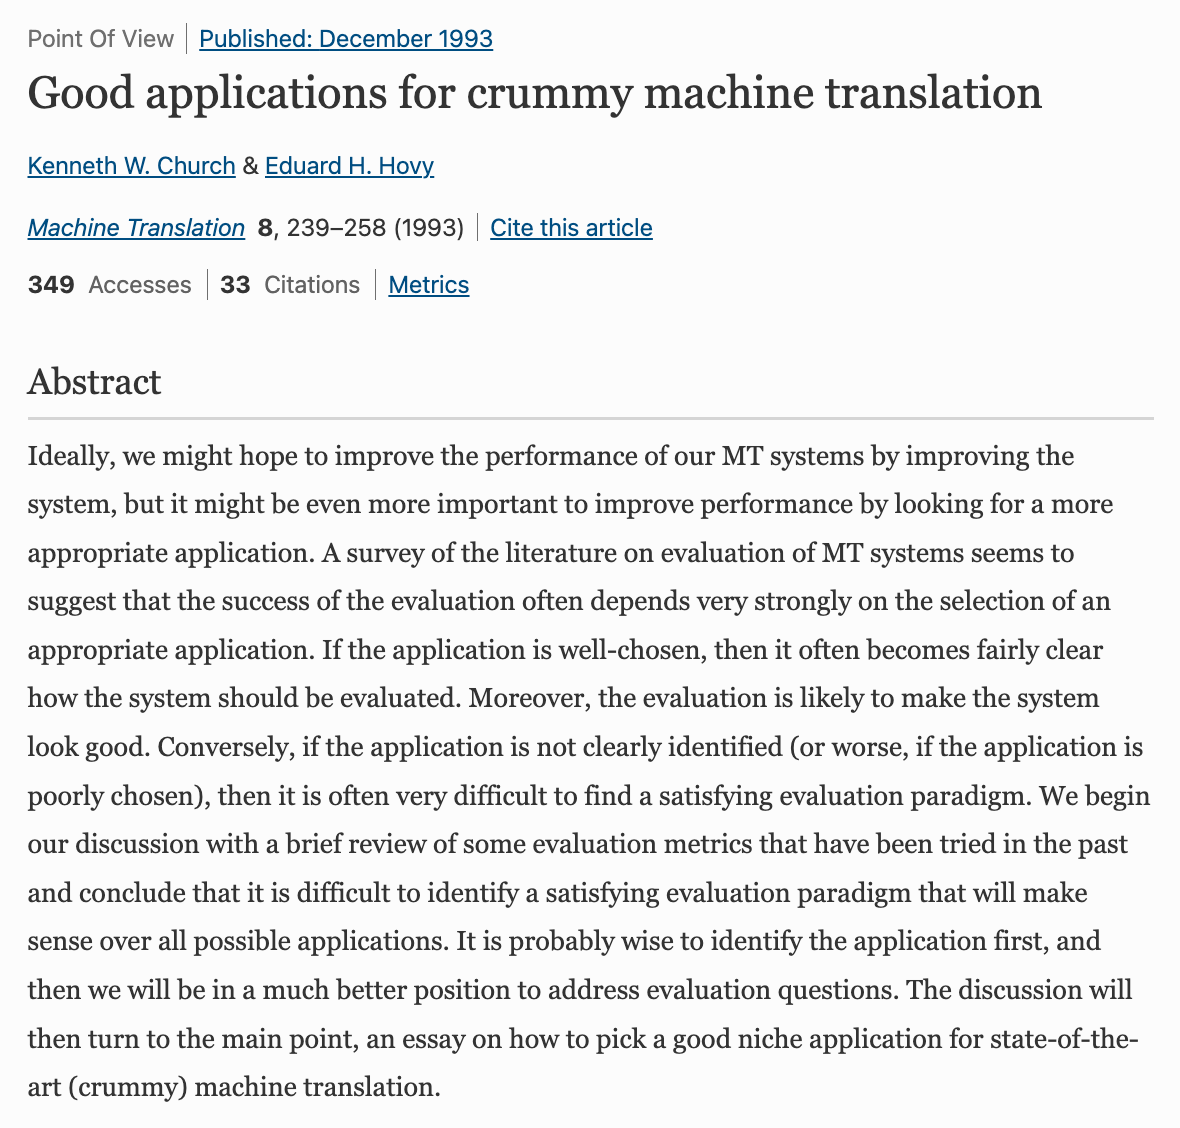 Point Of View | Published: December 1993
Good applications for crummy machine translation
Kenneth W. Church & Eduard H. Hovy
Machine Translation 8, 239–258 (1993) | Cite this article
349 Accesses | 33 Citations | Metrics
Abstract
Ideally, we might hope to improve the performance of our MT systems by improving the
system, but it might be even more important to improve performance by looking for a more
appropriate application. A survey of the literature on evaluation of MT systems seems to
suggest that the success of the evaluation often depends very strongly on the selection of an
appropriate application. If the application is well-chosen, then it often becomes fairly clear
how the system should be evaluated. Moreover, the evaluation is likely to make the system
look good. Conversely, if the application is not clearly identified (or worse, if the application is
poorly chosen), then it is often very difficult to find a satisfying evaluation paradigm. We begin
our discussion with a brief review of some evaluation metrics that have been tried in the past
and conclude that it is difficult to identify a satisfying evaluation paradigm that will make
sense over all possible applications. It is probably wise to identify the application first, and
then we will be in a much better position to address evaluation questions. The discussion will
then turn to the main point, an essay on how to pick a good niche application for state-of-the-
art (crummy) machine translation.